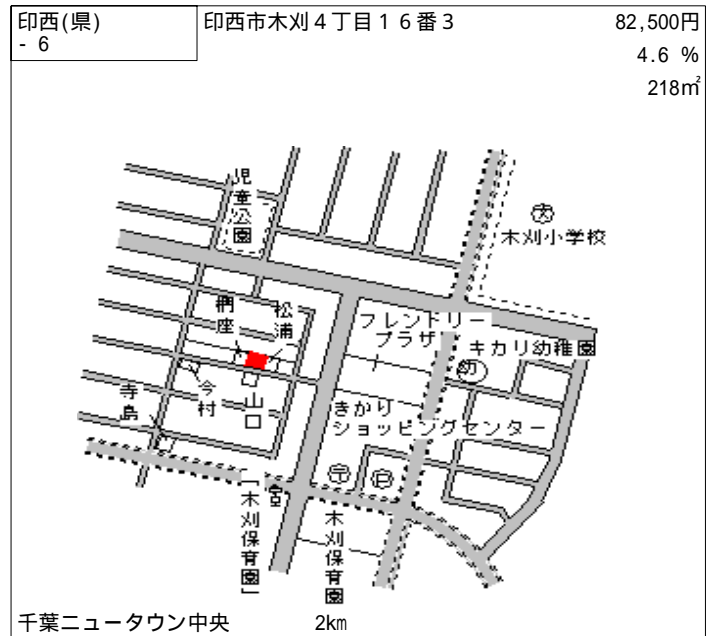 印西(県)
- 6
印西市木刈４丁目１６番３
82,500円
4.6 %
218㎡
児童公園
木刈小学校
松浦
フレンドリー
プラザ
キカリ幼稚園
幼
今村
寺島
山口
きかり
ショッピングセンター
「木刈保育園」
木刈保育園
千葉ニュータウン中央
2km